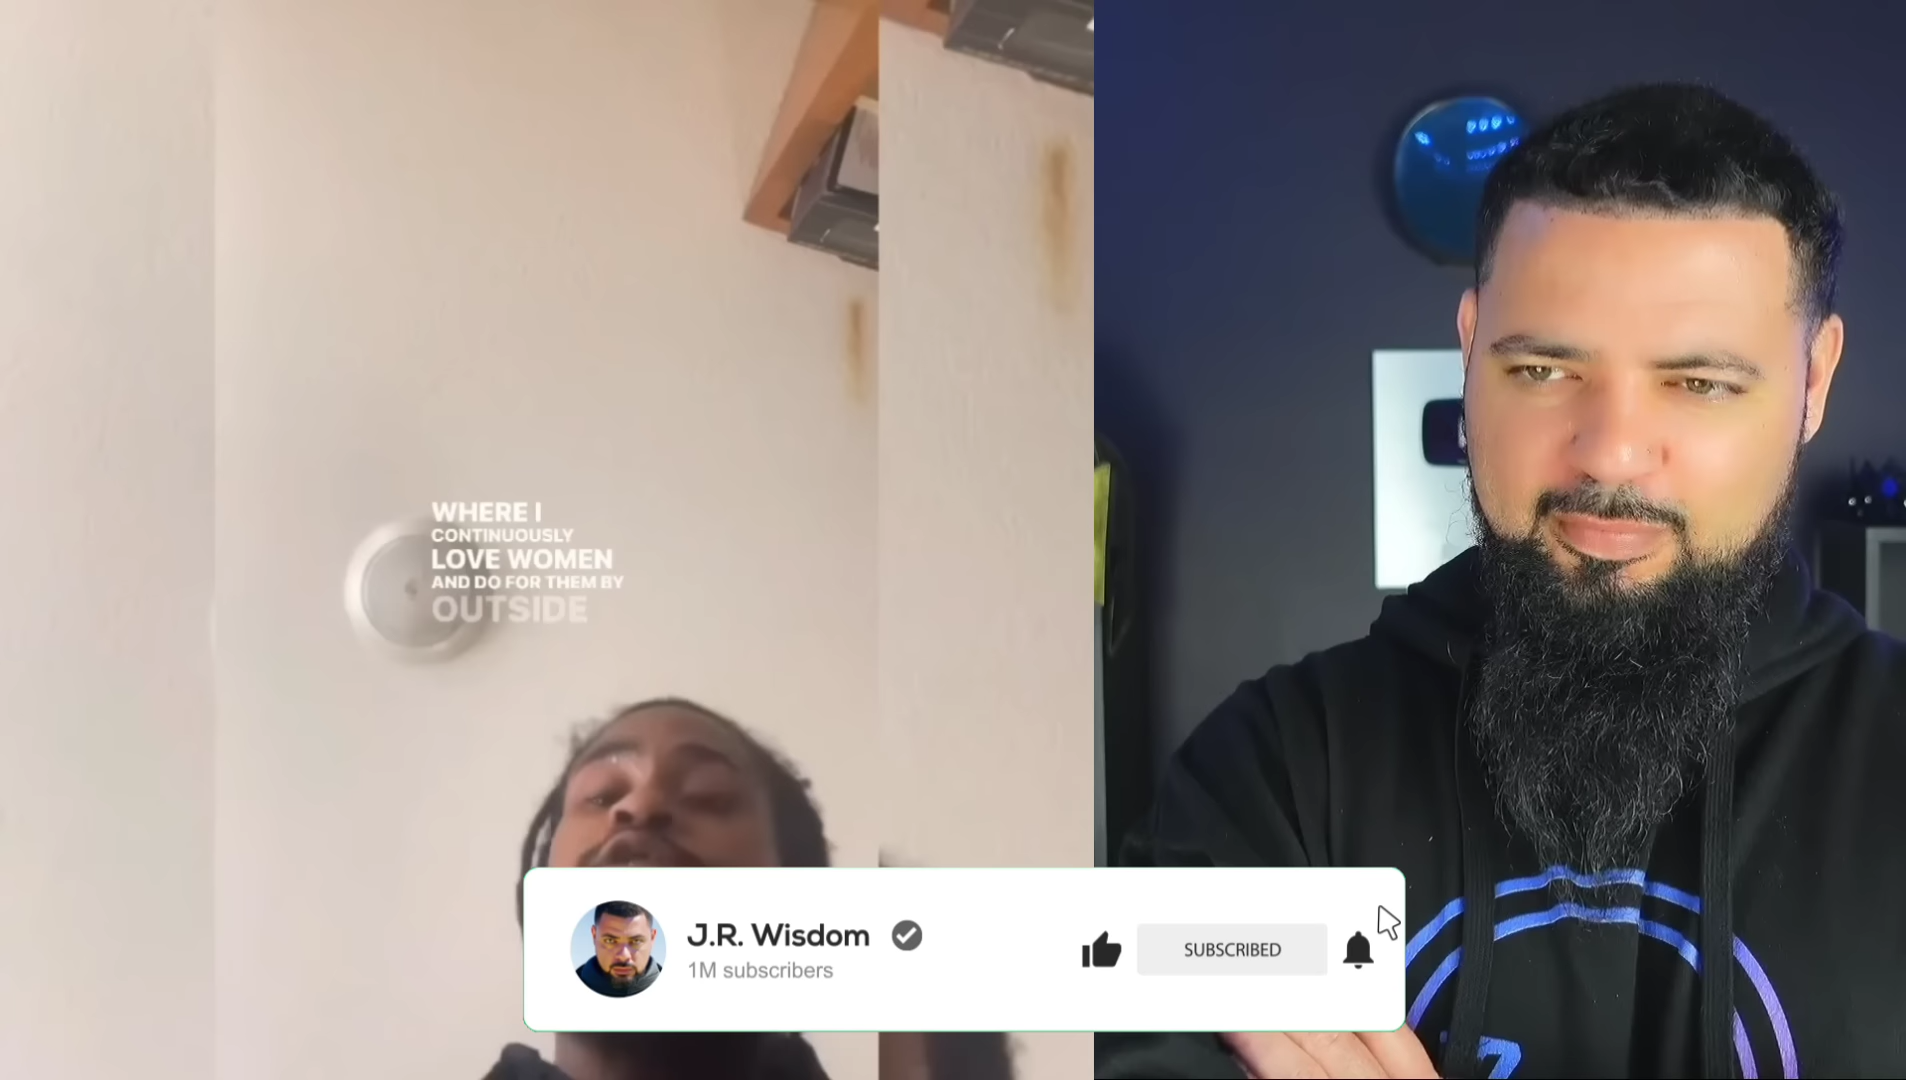 WHERE I
CONTINUOUSLY
LOVE WOMEN
AND DO FOR THEM BY
OUTSIDE
J.R. Wisdom
1M subscribers
SUBSCRIBED